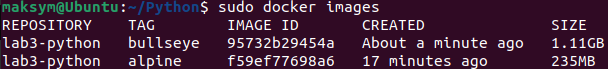 maksym@Ubuntu:~/Python$ sudo docker images
REPOSITORY TAG IMAGE ID CREATED SIZE
lab3-python bullseye 95732b29454a About a minute ago 1.11GB
lab3-python alpine f59ef77698a6 17 minutes ago 235MB